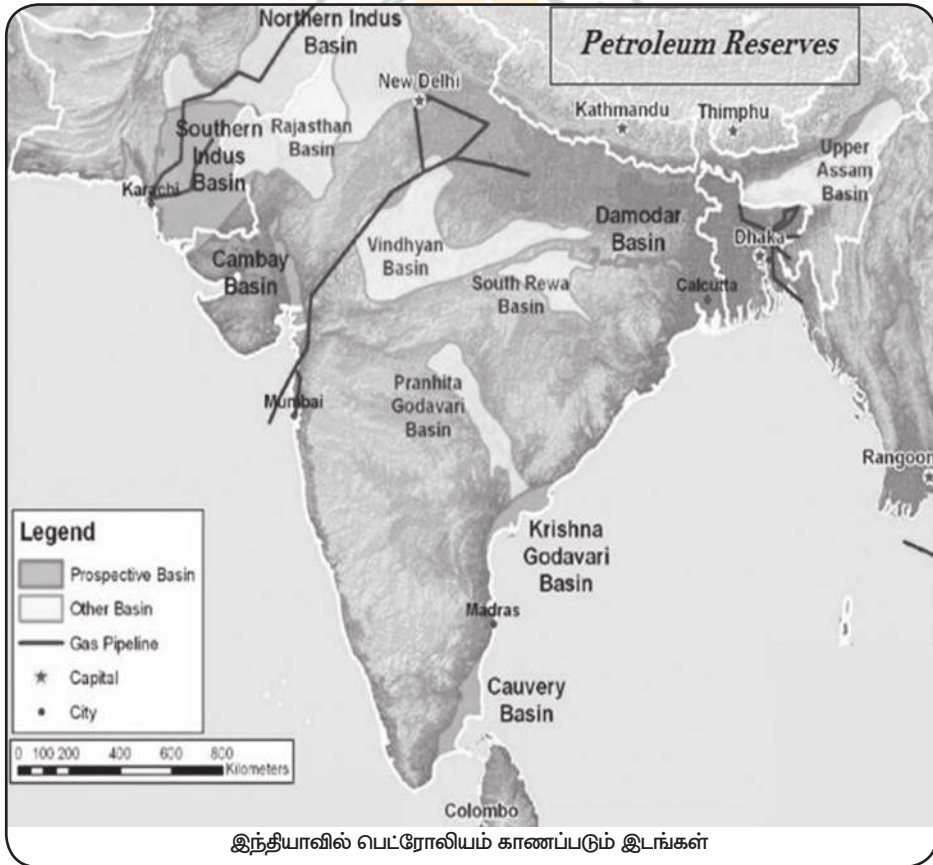 Petroleum Reserves
Northern Indus
Basin
New Delhi
Kathmandu
Thimphu
Southern
Indus
Basin
Rajasthan
Basin
Upper
Assam
Basin
Karachi
Damodar
Basin
Dhaka
Cambay
Basin
Vindhyan
Basin
South Rewa
Basin
Calcutta
Pranhita
Godavari
Basin
Mumbai
Rangoon
Krishna
Godavari
Basin
Madras
Cauvery
Basin
Colombo
Legend
Prospective Basin
Other Basin
Gas Pipeline
Capital
City
0 100 200 400 600 800
Kilometers
இந்தியாவில் பெட்ரோலியம் காணப்படும் இடங்கள்